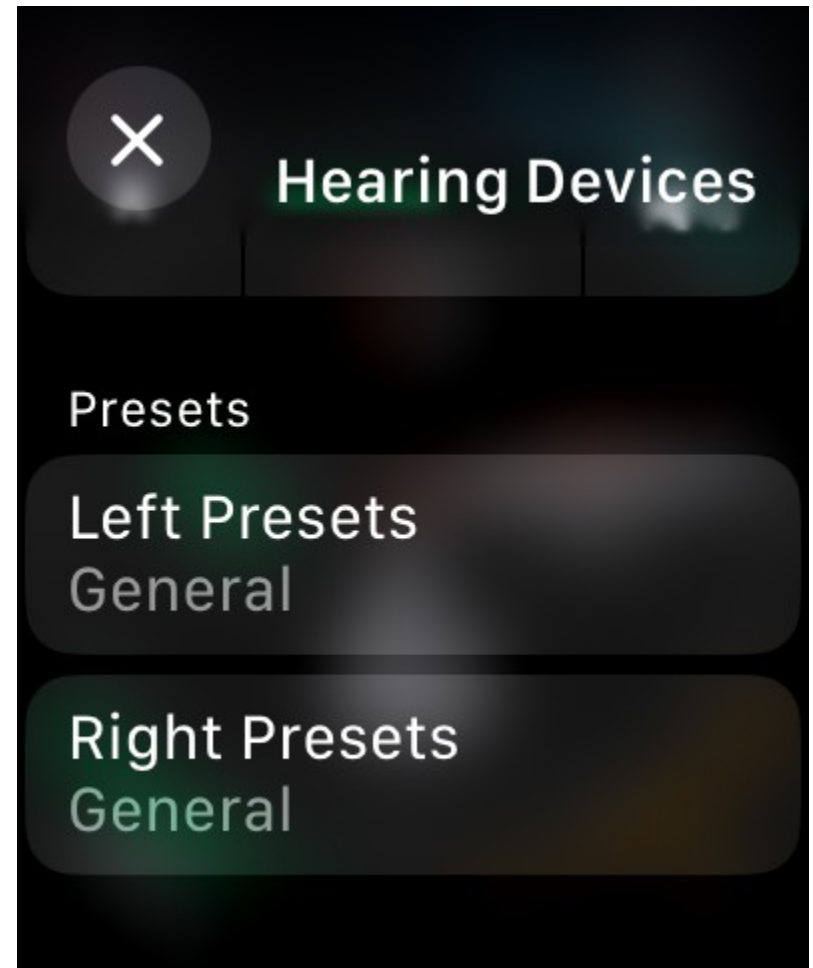 Hearing Devices
Presets
Left Presets
General
Right Presets
General